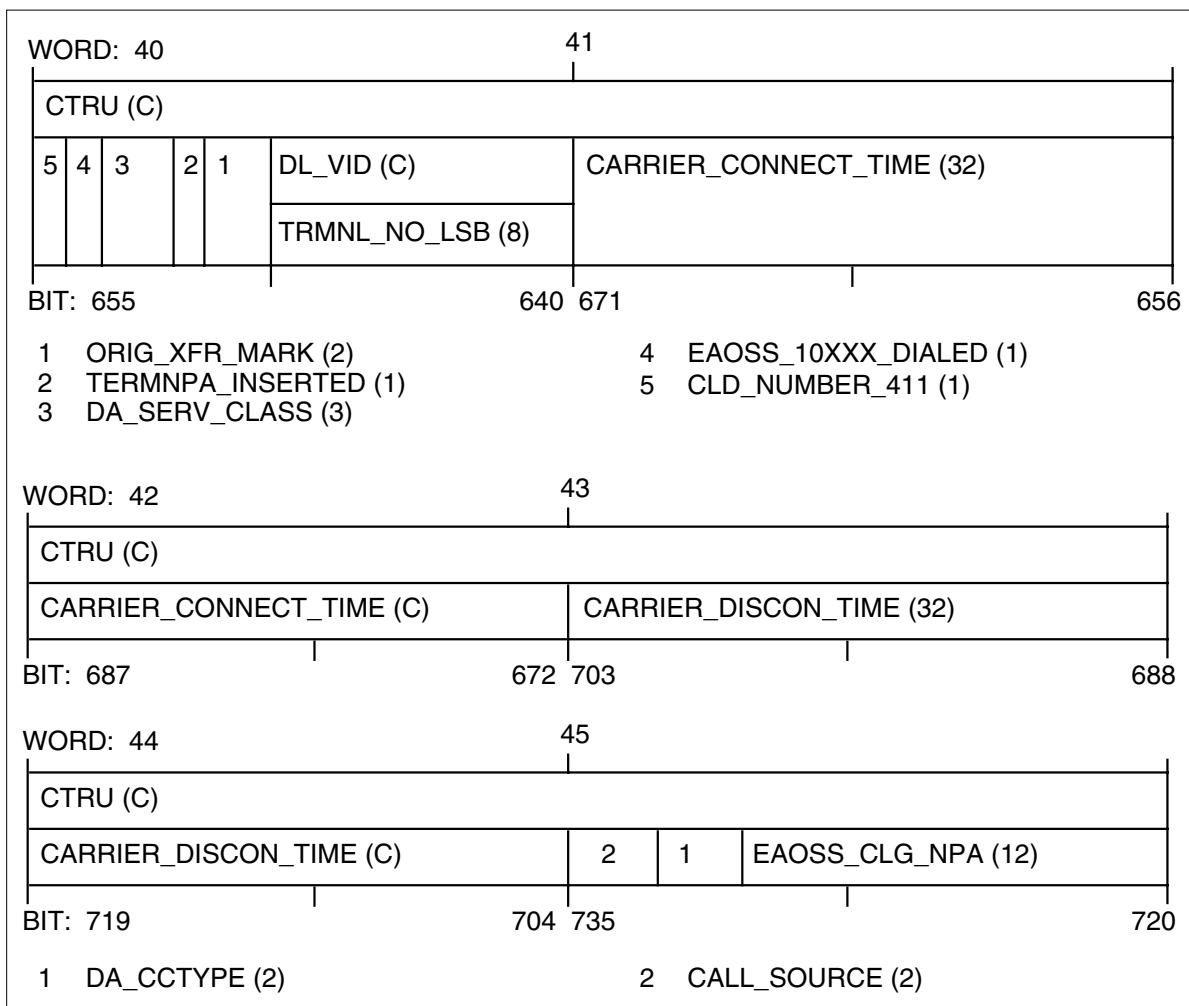 WORD: 40 41
CTRU (C)
5 4 3 2 1 DL_VID (C) CARRIER_CONNECT_TIME (32)
TRMNL_NO_LSB (8)
BIT: 655 640 671 656
1 ORIG_XFR_MARK (2) 4 EAOSS_10XXX_DIALED (1)
2 TERMNPA_INSERTED (1) 5 CLD_NUMBER_411 (1)
3 DA_SERV_CLASS (3)
WORD: 42 43
CTRU (C)
CARRIER_CONNECT_TIME (C) CARRIER_DISCON_TIME (32)
BIT: 687 672 703 688
WORD: 44 45
CTRU (C)
CARRIER_DISCON_TIME (C) 2 1 EAOSS_CLG_NPA (12)
BIT: 719 704 735 720
1 DA_CCTYPE (2) 2 CALL_SOURCE (2)